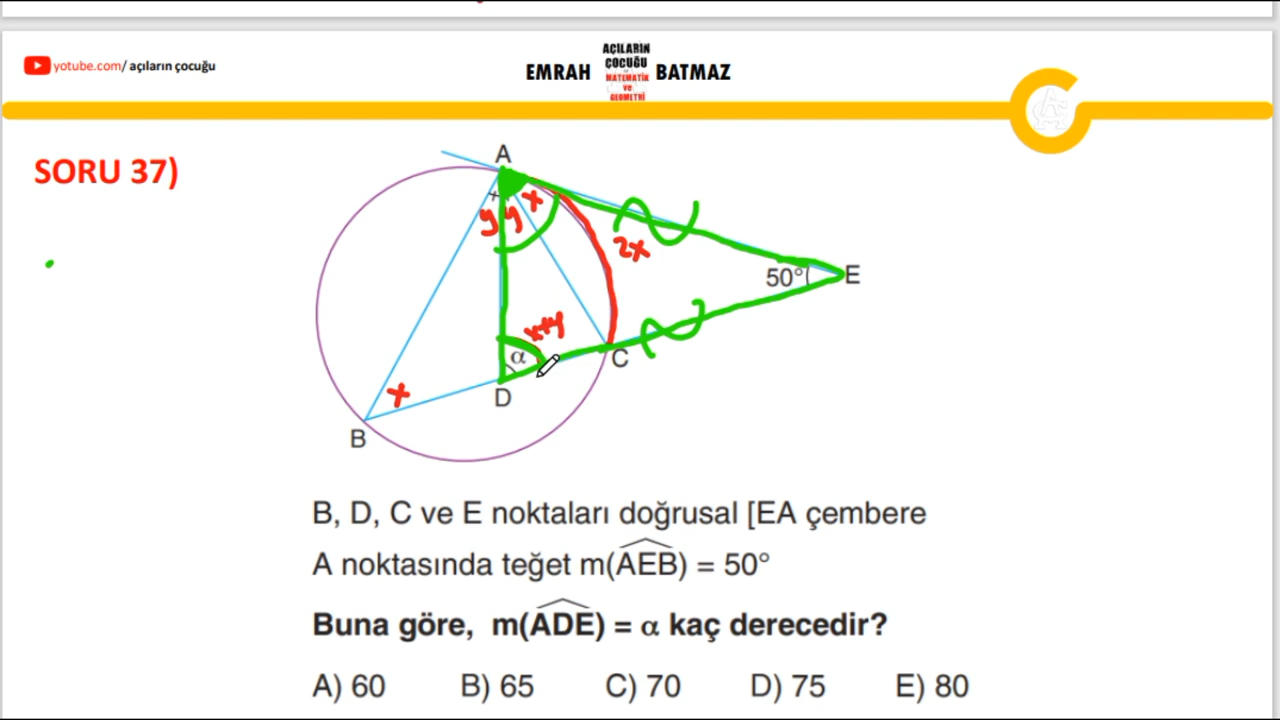 yotube.com/ açıların çocuğu
EMRAH
AÇILARIN
ÇOCUĞU
MATEMATİK
ve
GEOMETRİ
BATMAZ
SORU 37)
A
y y x
2x
50°
E
x+y
α
C
D
x
B
B, D, C ve E noktaları doğrusal [EA çembere
A noktasında teğet m(AEB) = 50°
Buna göre, m(ADE) = α kaç derecedir?
A) 60 B) 65 C) 70 D) 75 E) 80